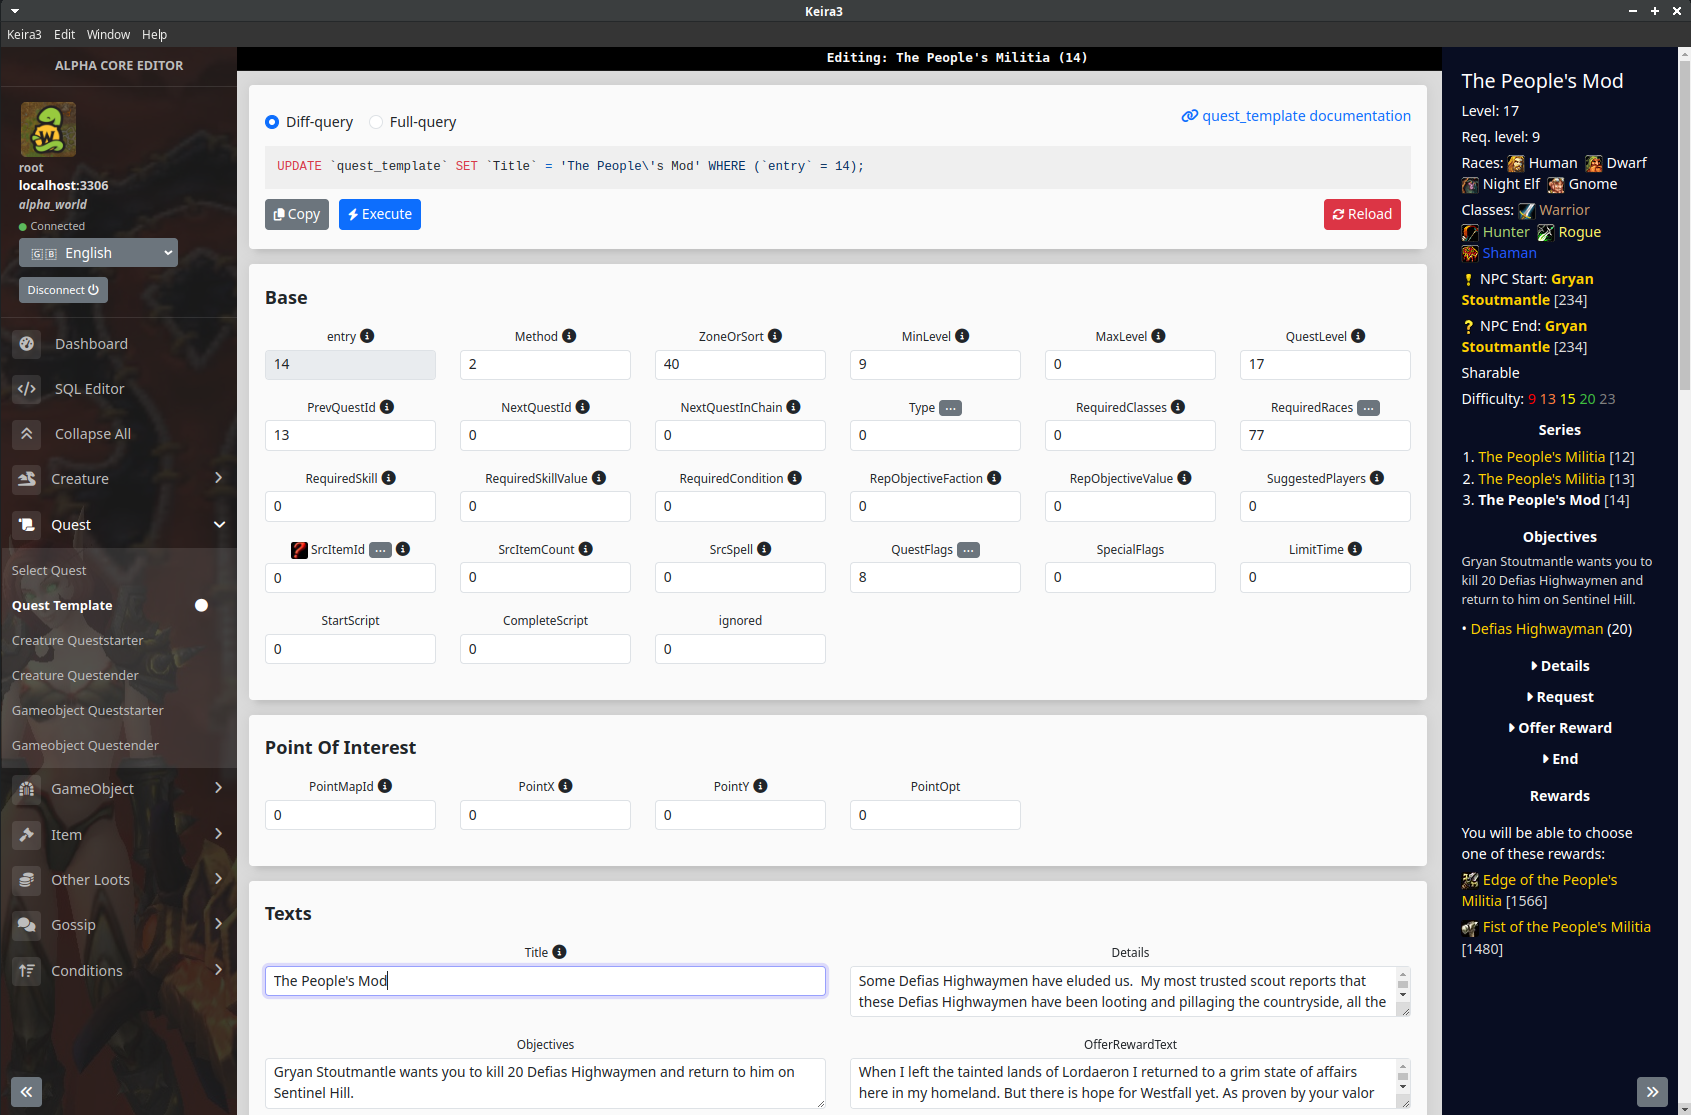 Keira3
Keira3 Edit Window Help
ALPHA CORE EDITOR
root
localhost:3306
alpha_world
Connected
GB English
Disconnect
Dashboard
SQL Editor
Collapse All
Creature
Quest
Select Quest
Quest Template
Creature Queststarter
Creature Questender
Gameobject Queststarter
Gameobject Questender
GameObject
Item
Other Loots
Gossip
Conditions
Editing: The People's Militia (14)
Diff-query Full-query
quest_template documentation
UPDATE `quest_template` SET `Title` = 'The People\'s Mod' WHERE (`entry` = 14);
Copy Execute Reload
Base
entry Method ZoneOrSort MinLevel MaxLevel QuestLevel
14 2 40 9 0 17
PrevQuestId NextQuestId NextQuestInChain Type ... RequiredClasses RequiredRaces ...
13 0 0 0 0 77
RequiredSkill RequiredSkillValue RequiredCondition RepObjectiveFaction RepObjectiveValue SuggestedPlayers
0 0 0 0 0 0
SrcItemId ... SrcItemCount SrcSpell QuestFlags ... SpecialFlags LimitTime
0 0 0 8 0 0
StartScript CompleteScript ignored
0 0 0
Point Of Interest
PointMapId PointX PointY PointOpt
0 0 0 0
Texts
Title Details
The People's Mod
Some Defias Highwaymen have eluded us. My most trusted scout reports that
these Defias Highwaymen have been looting and pillaging the countryside, all the
Objectives OfferRewardText
Gryan Stoutmantle wants you to kill 20 Defias Highwaymen and return to him on
Sentinel Hill.
When I left the tainted lands of Lordaeron I returned to a grim state of affairs
here in my homeland. But there is hope for Westfall yet. As proven by your valor
The People's Mod
Level: 17
Req. level: 9
Races: Human Dwarf
Night Elf Gnome
Classes: Warrior
Hunter Rogue
Shaman
! NPC Start: Gryan
Stoutmantle [234]
? NPC End: Gryan
Stoutmantle [234]
Sharable
Difficulty: 9 13 15 20 23
Series
1. The People's Militia [12]
2. The People's Militia [13]
3. The People's Mod [14]
Objectives
Gryan Stoutmantle wants you to
kill 20 Defias Highwaymen and
return to him on Sentinel Hill.
• Defias Highwayman (20)
Details
Request
Offer Reward
End
Rewards
You will be able to choose
one of these rewards:
Edge of the People's
Militia [1566]
Fist of the People's Militia
[1480]